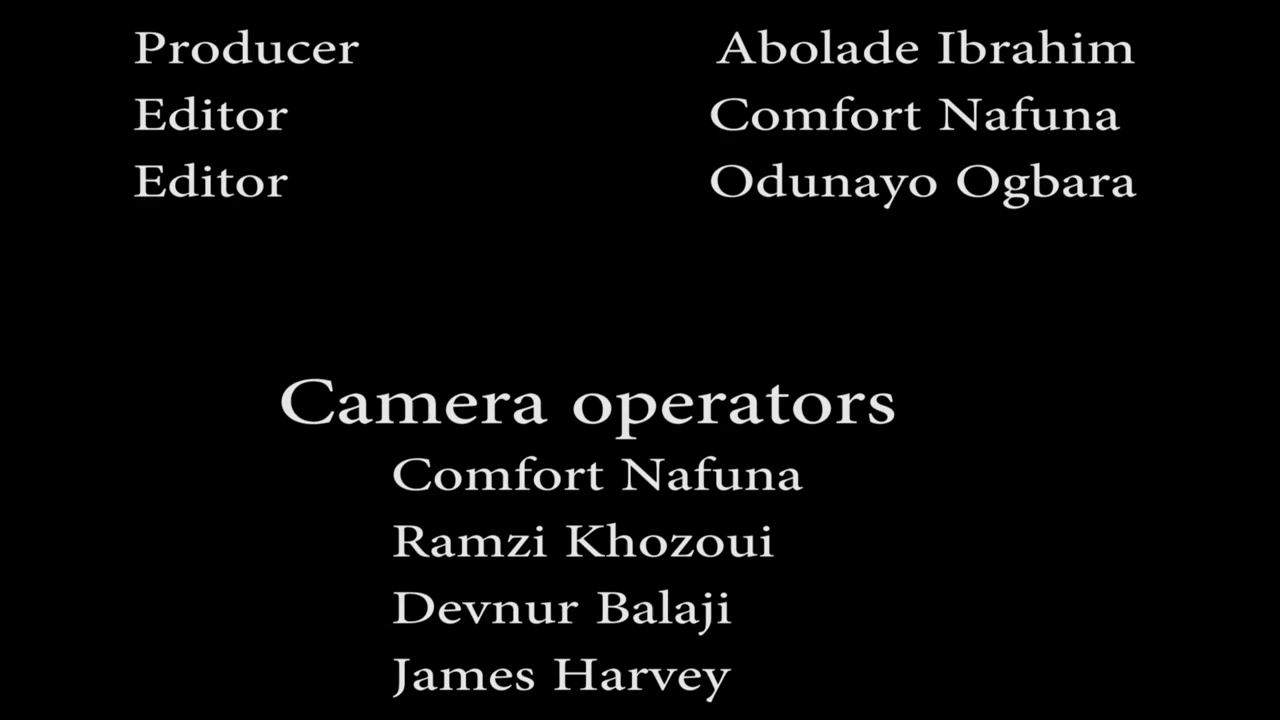 Producer Abolade Ibrahim
Editor Comfort Nafuna
Editor Odunayo Ogbara
Camera operators
Comfort Nafuna
Ramzi Khozoui
Devnur Balaji
James Harvey